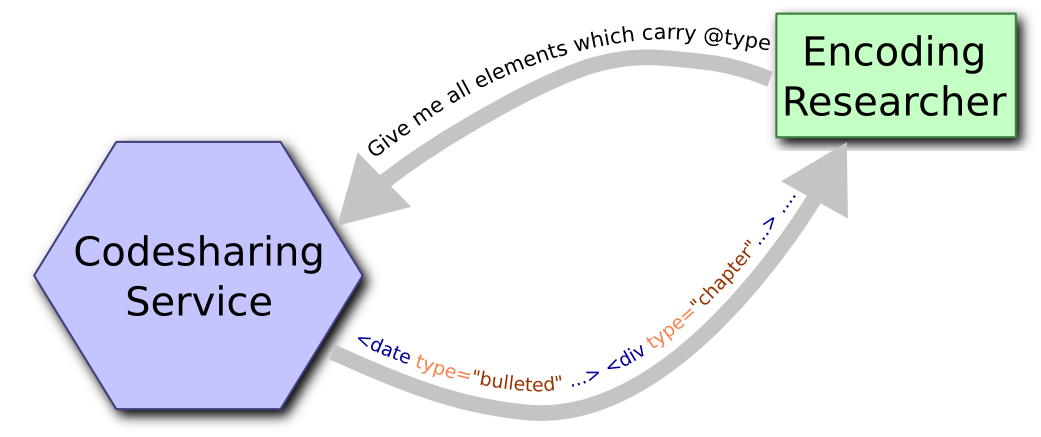 Give me all elements which carry @type
Encoding
Researcher
Codesharing
Service
<date type="bulleted" ...> <div type="chapter" ...> ....